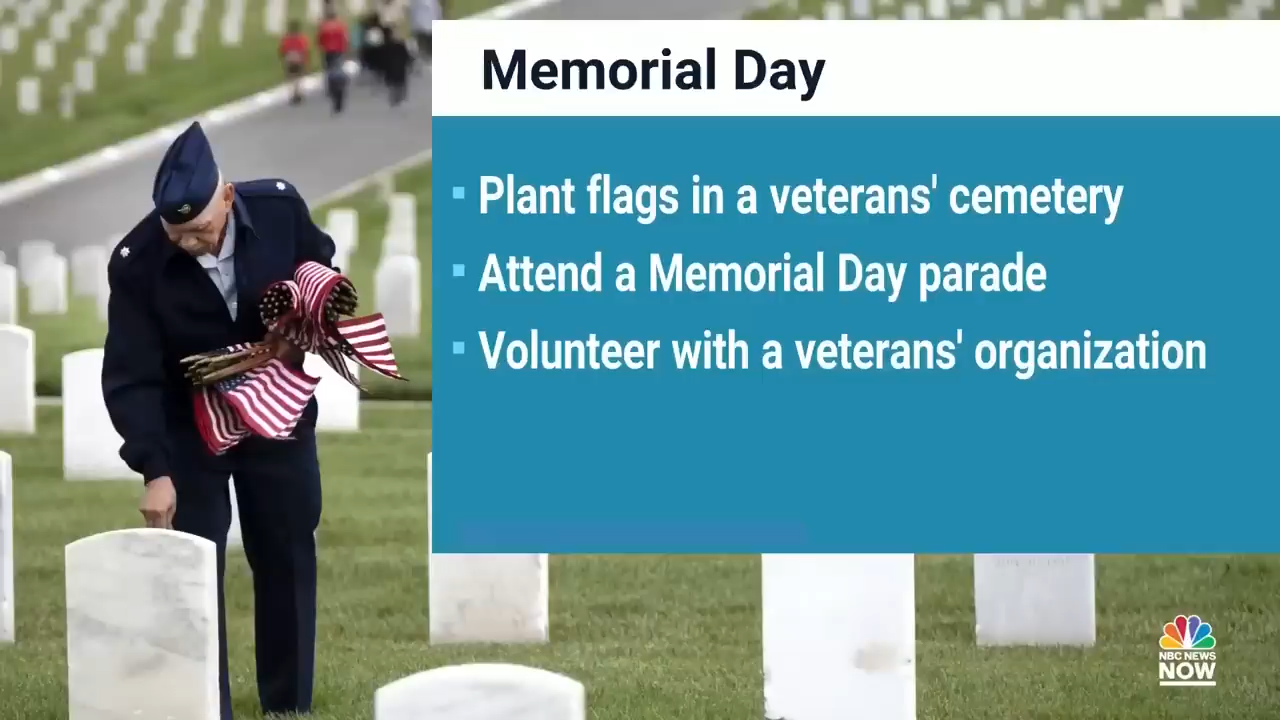 Memorial Day
▪ Plant flags in a veterans' cemetery
▪ Attend a Memorial Day parade
▪ Volunteer with a veterans' organization
NBC NEWS
NOW